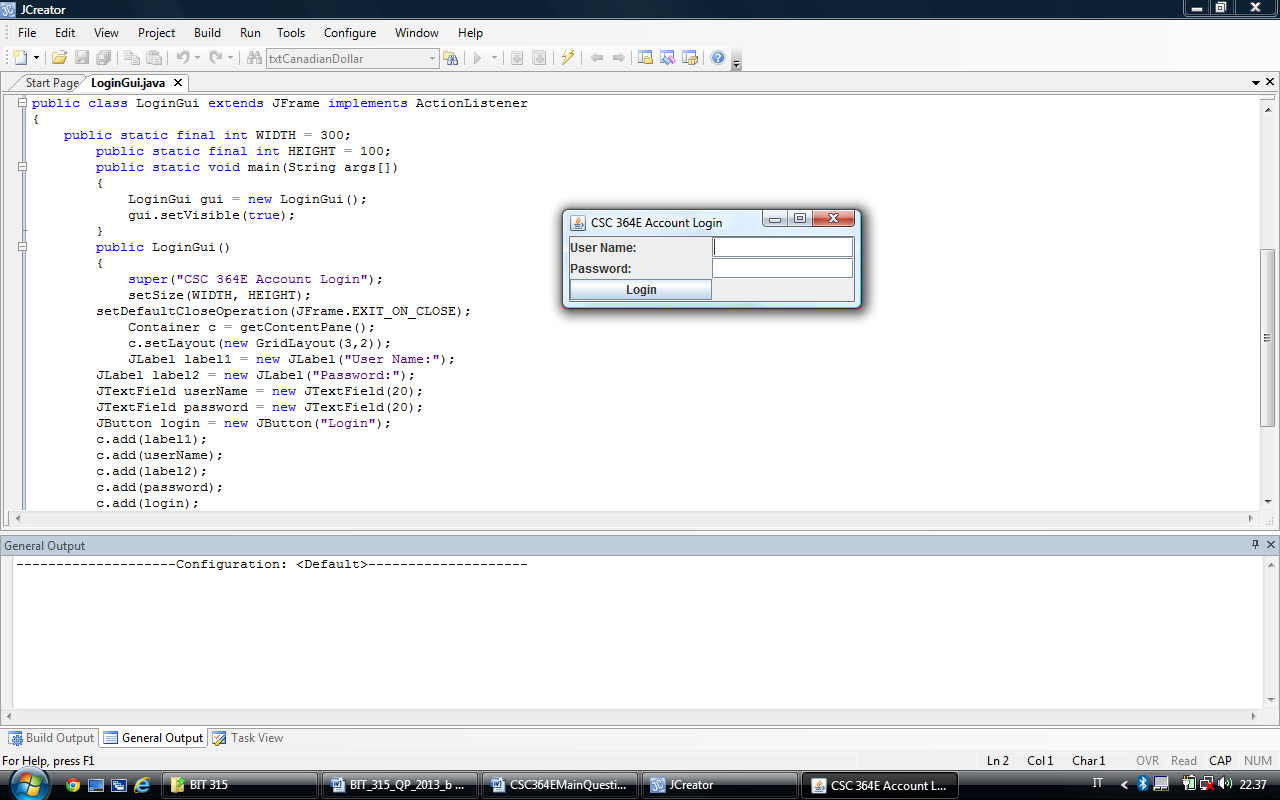 JCreator
File Edit View Project Build Run Tools Configure Window Help
txtCanadianDollar
Start Page LoginGui.java
public class LoginGui extends JFrame implements ActionListener
{
public static final int WIDTH = 300;
public static final int HEIGHT = 100;
public static void main(String args[])
{
LoginGui gui = new LoginGui();
gui.setVisible(true);
}
public LoginGui()
{
super("CSC 364E Account Login");
setSize(WIDTH, HEIGHT);
setDefaultCloseOperation(JFrame.EXIT_ON_CLOSE);
Container c = getContentPane();
c.setLayout(new GridLayout(3,2));
JLabel label1 = new JLabel("User Name:");
JLabel label2 = new JLabel("Password:");
JTextField userName = new JTextField(20);
JTextField password = new JTextField(20);
JButton login = new JButton("Login");
c.add(label1);
c.add(userName);
c.add(label2);
c.add(password);
c.add(login);
CSC 364E Account Login
User Name:
Password:
Login
General Output
--------------------Configuration: <Default>--------------------
Build Output General Output Task View
For Help, press F1 Ln 2 Col 1 Char 1 OVR Read CAP NUM
BIT 315 BIT_315_QP_2013_b ... CSC364EMainQuesti... JCreator CSC 364E Account L... IT 22.37